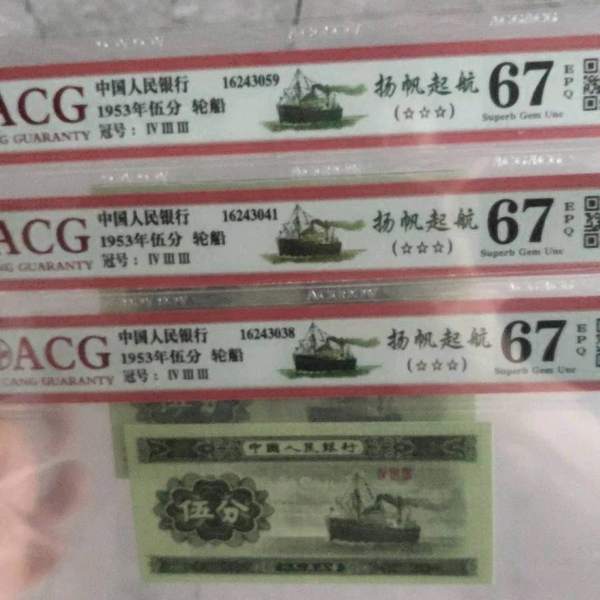 ACG
GUARANTY
中国人民银行
16243059
1953年伍分 轮船
冠号：Ⅳ Ⅲ Ⅲ
扬帆起航
(☆☆☆)
67
EPQ
Superb Gem Unc
ACG
NG GUARANTY
中国人民银行
16243041
1953年伍分 轮船
冠号：Ⅳ Ⅲ Ⅲ
扬帆起航
(☆☆☆)
67
EPQ
Superb Gem Unc
ACG
CANG GUARANTY
中国人民银行
16243038
1953年伍分 轮船
冠号：Ⅳ Ⅲ Ⅲ
扬帆起航
(☆☆☆)
67
EPQ
Superb Gem Unc
中国人民银行
伍分